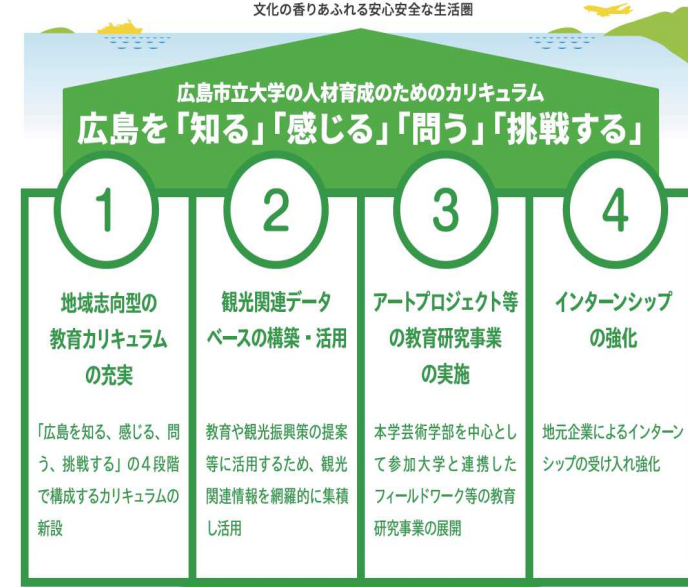 文化の香りあふれる安心安全な生活圏
広島市立大学の人材育成のためのカリキュラム
広島を「知る」「感じる」「問う」「挑戦する」
1
地域志向型の
教育カリキュラム
の充実
「広島を知る、感じる、問
う、挑戦する」の4段階
で構成するカリキュラムの
新設
2
観光関連データ
ベースの構築・活用
教育や観光振興策の提案
等に活用するため、観光
関連情報を網羅的に集積
し活用
3
アートプロジェクト等
の教育研究事業
の実施
本学芸術学部を中心とし
て参加大学と連携した
フィールドワーク等の教育
研究事業の展開
4
インターンシップ
の強化
地元企業によるインターン
シップの受け入れ強化